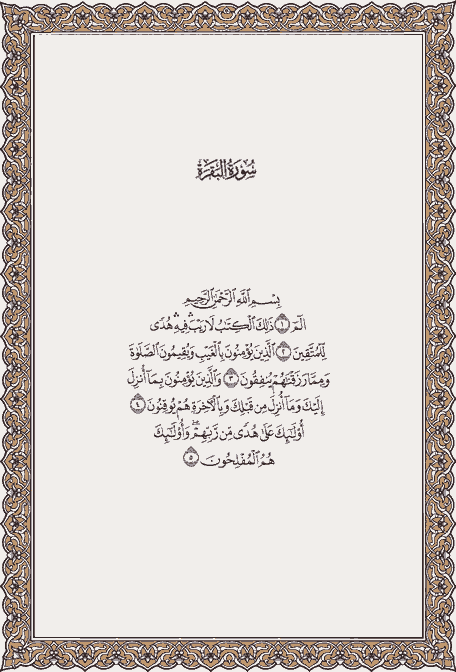 سُورَةُ البَقَرَةِ
بِسْمِ ٱللَّهِ ٱلرَّحْمَٰنِ ٱلرَّحِيمِ
الٓمٓ ١ ذَٰلِكَ ٱلْكِتَٰبُ لَا رَيْبَ ۛ فِيهِ ۛ هُدًى
لِّلْمُتَّقِينَ ٢ ٱلَّذِينَ يُؤْمِنُونَ بِٱلْغَيْبِ وَيُقِيمُونَ ٱلصَّلَوٰةَ
وَمِمَّا رَزَقْنَٰهُمْ يُنفِقُونَ ٣ وَٱلَّذِينَ يُؤْمِنُونَ بِمَآ أُنزِلَ
إِلَيْكَ وَمَآ أُنزِلَ مِن قَبْلِكَ وَبِٱلْءَاخِرَةِ هُمْ يُوقِنُونَ ٤
أُو۟لَٰٓئِكَ عَلَىٰ هُدًى مِّن رَّبِّهِمْ ۖ وَأُو۟لَٰٓئِكَ
هُمُ ٱلْمُفْلِحُونَ ٥